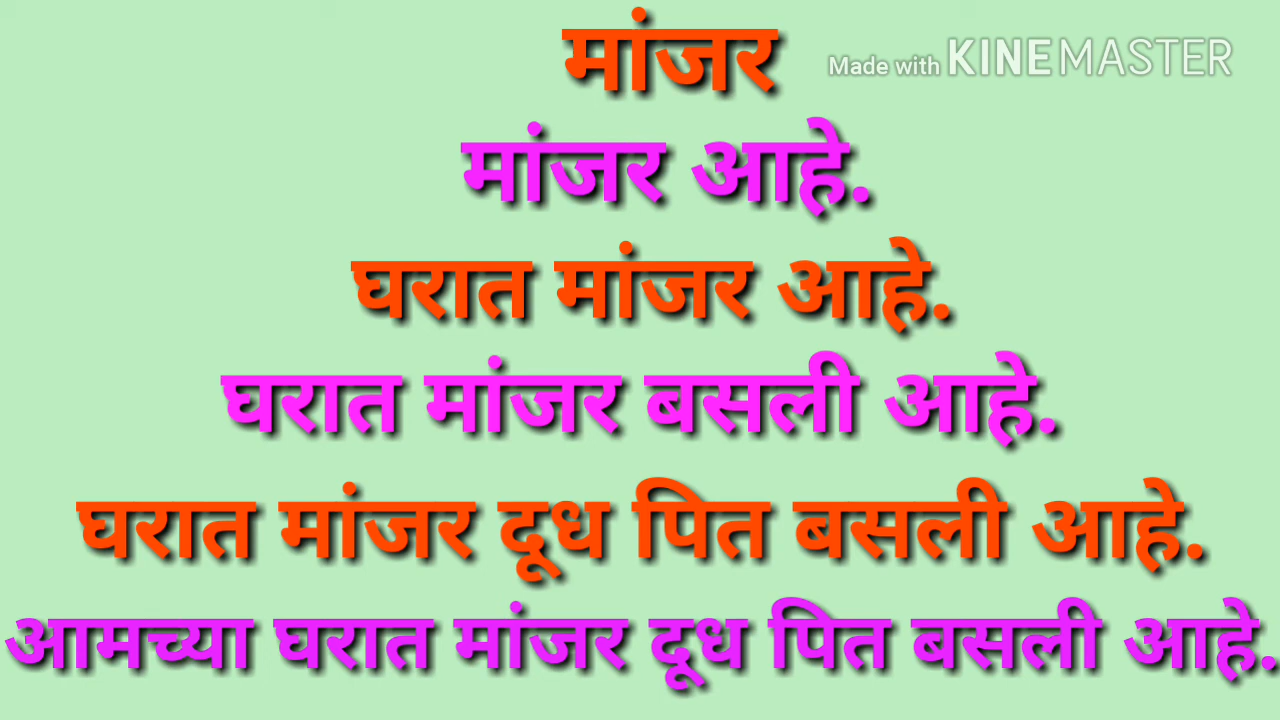 मांजर
Made with KINEMASTER
मांजर आहे.
घरात मांजर आहे.
घरात मांजर बसली आहे.
घरात मांजर दूध पित बसली आहे.
आमच्या घरात मांजर दूध पित बसली आहे.